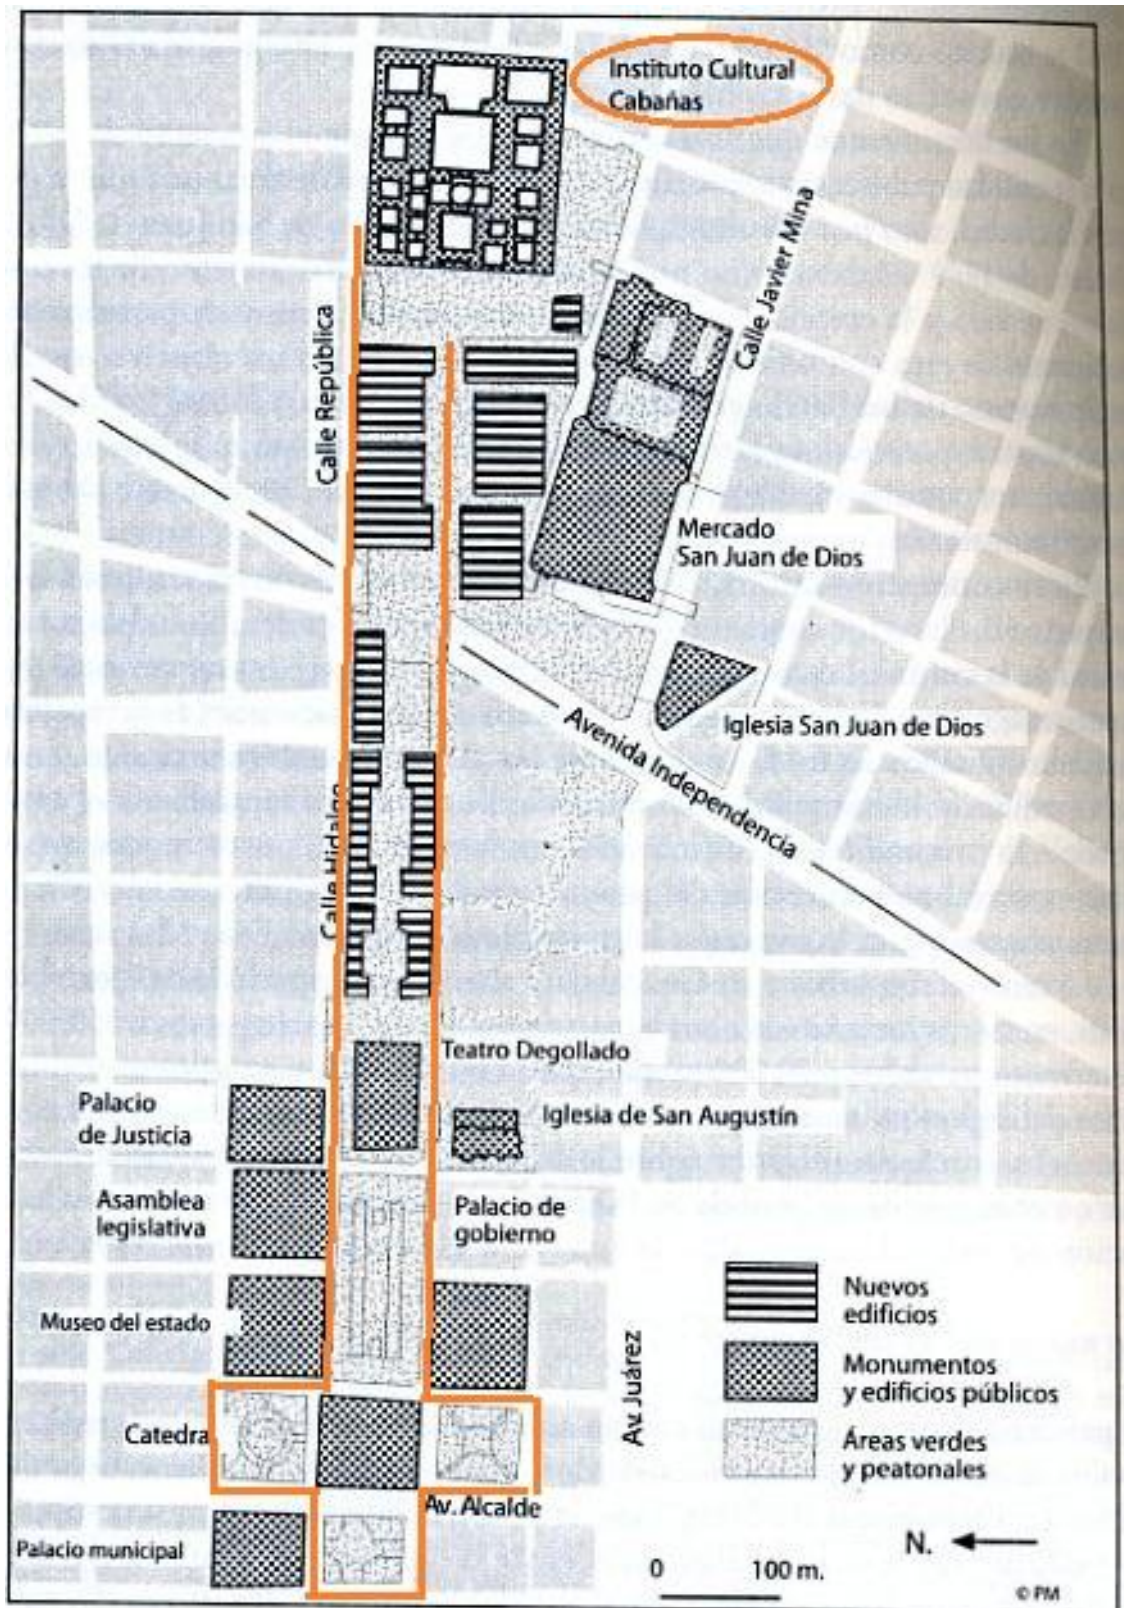 Instituto Cultural
Cabañas
Calle Javier Mina
Calle República
Mercado
San Juan de Dios
Iglesia San Juan de Dios
Avenida Independencia
Calle Hidalgo
Teatro Degollado
Palacio
de Justicia
Iglesia de San Augustín
Asamblea
legislativa
Palacio de
gobierno
Museo del estado
Nuevos
edificios
Monumentos
y edificios públicos
Áreas verdes
y peatonales
Av. Juárez
Catedra
Av. Alcalde
Palacio municipal
N.
0 100 m.
© PM